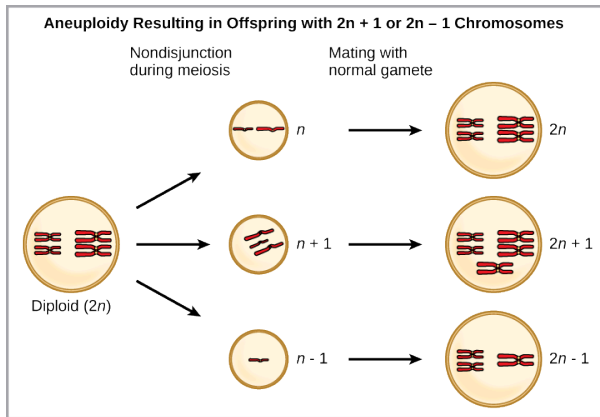 Aneuploidy Resulting in Offspring with 2n + 1 or 2n – 1 Chromosomes
Nondisjunction
during meiosis
Mating with
normal gamete
n
2n
Diploid (2n)
n + 1
2n + 1
n - 1
2n - 1